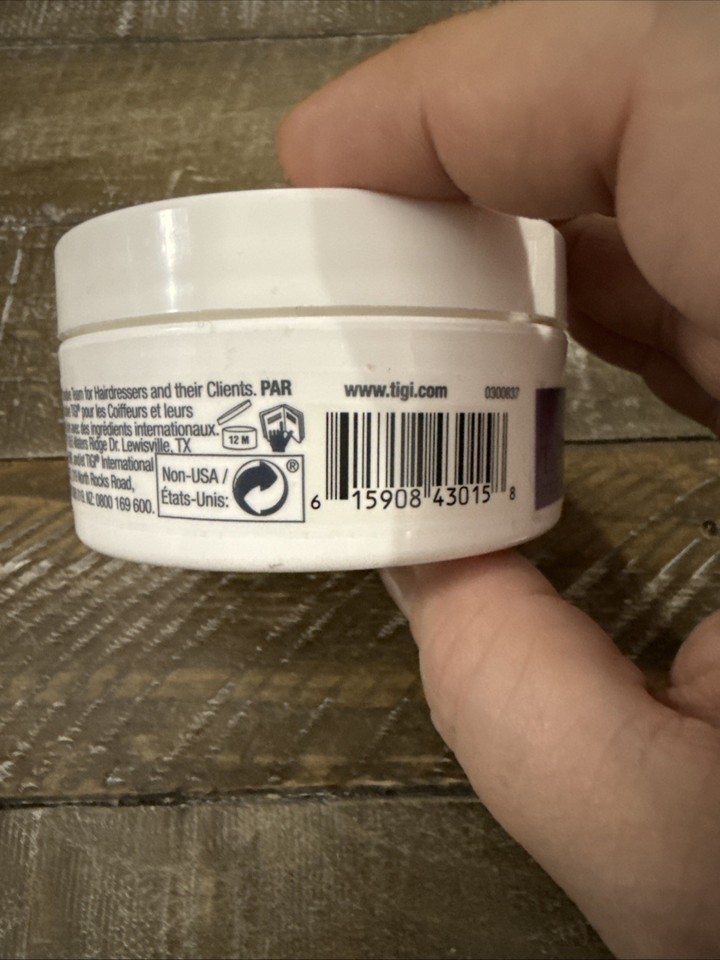 Team for Hairdressers and their Clients. PAR
TIGI® pour les Coiffeurs et leurs
avec des ingrédients internationaux.
Waters Ridge Dr. Lewisville, TX
TIGI® International
North Rocks Road,
NZ: 0800 169 600.
12 M
Non-USA /
États-Unis:
®
www.tigi.com
0300637
6 15908 43015 8